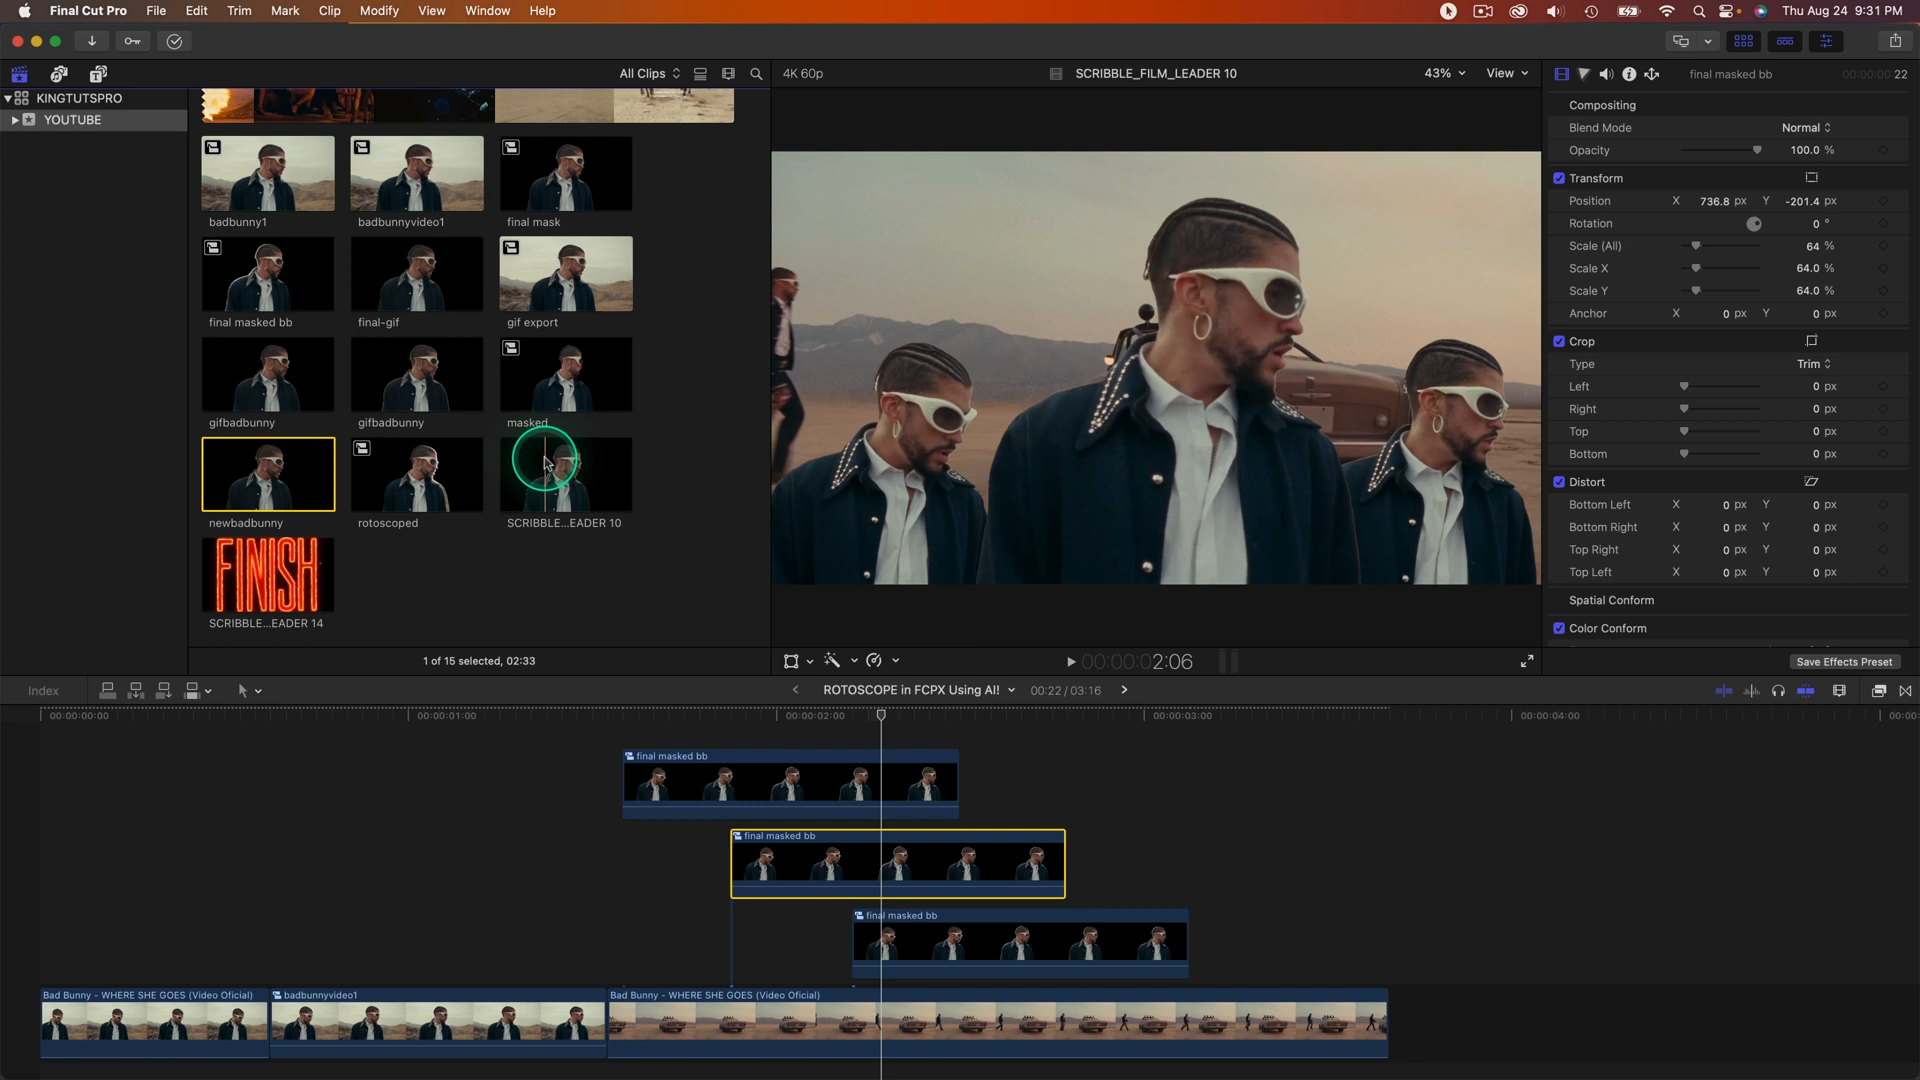 Final Cut Pro File Edit Trim Mark Clip Modify View Window Help Thu Aug 24 9:31 PM
All Clips 4K 60p SCRIBBLE_FILM_LEADER 10 43% View final masked bb 00:00:00:22
KINGTUTSPRO
YOUTUBE
badbunny1 badbunnyvideo1 final mask
final masked bb final-gif gif export
gifbadbunny gifbadbunny masked
newbadbunny rotoscoped SCRIBBLE...EADER 10
FINISH
SCRIBBLE...EADER 14
1 of 15 selected, 02:33
00:00:00:2:06
Compositing
Blend Mode Normal
Opacity 100.0 %
Transform
Position X 736.8 px Y -201.4 px
Rotation 0 °
Scale (All) 64 %
Scale X 64.0 %
Scale Y 64.0 %
Anchor X 0 px Y 0 px
Crop
Type Trim
Left 0 px
Right 0 px
Top 0 px
Bottom 0 px
Distort
Bottom Left X 0 px Y 0 px
Bottom Right X 0 px Y 0 px
Top Right X 0 px Y 0 px
Top Left X 0 px Y 0 px
Spatial Conform
Color Conform
Save Effects Preset
Index ROTOSCOPE in FCPX Using AI! 00:22 / 03:16
00:00:00:00 00:00:01:00 00:00:02:00 00:00:03:00 00:00:04:00 00:00
final masked bb
final masked bb
final masked bb
Bad Bunny - WHERE SHE GOES (Video Oficial) badbunnyvideo1 Bad Bunny - WHERE SHE GOES (Video Oficial)